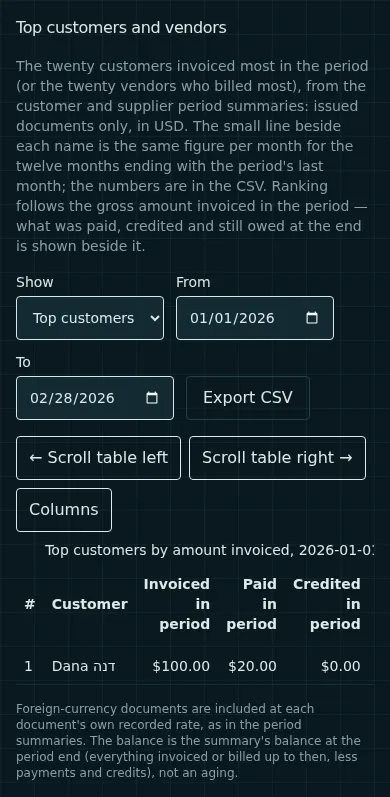 Top customers and vendors
The twenty customers invoiced most in the period
(or the twenty vendors who billed most), from the
customer and supplier period summaries: issued
documents only, in USD. The small line beside
each name is the same figure per month for the
twelve months ending with the period's last
month; the numbers are in the CSV. Ranking
follows the gross amount invoiced in the period —
what was paid, credited and still owed at the end
is shown beside it.
Show From
Top customers 01/01/2026
To
02/28/2026 Export CSV
← Scroll table left Scroll table right →
Columns
Top customers by amount invoiced, 2026-01-01
# Customer Invoiced in period Paid in period Credited in period
1 Dana דנה $100.00 $20.00 $0.00
Foreign-currency documents are included at each
document's own recorded rate, as in the period
summaries. The balance is the summary's balance at the
period end (everything invoiced or billed up to then, less
payments and credits), not an aging.